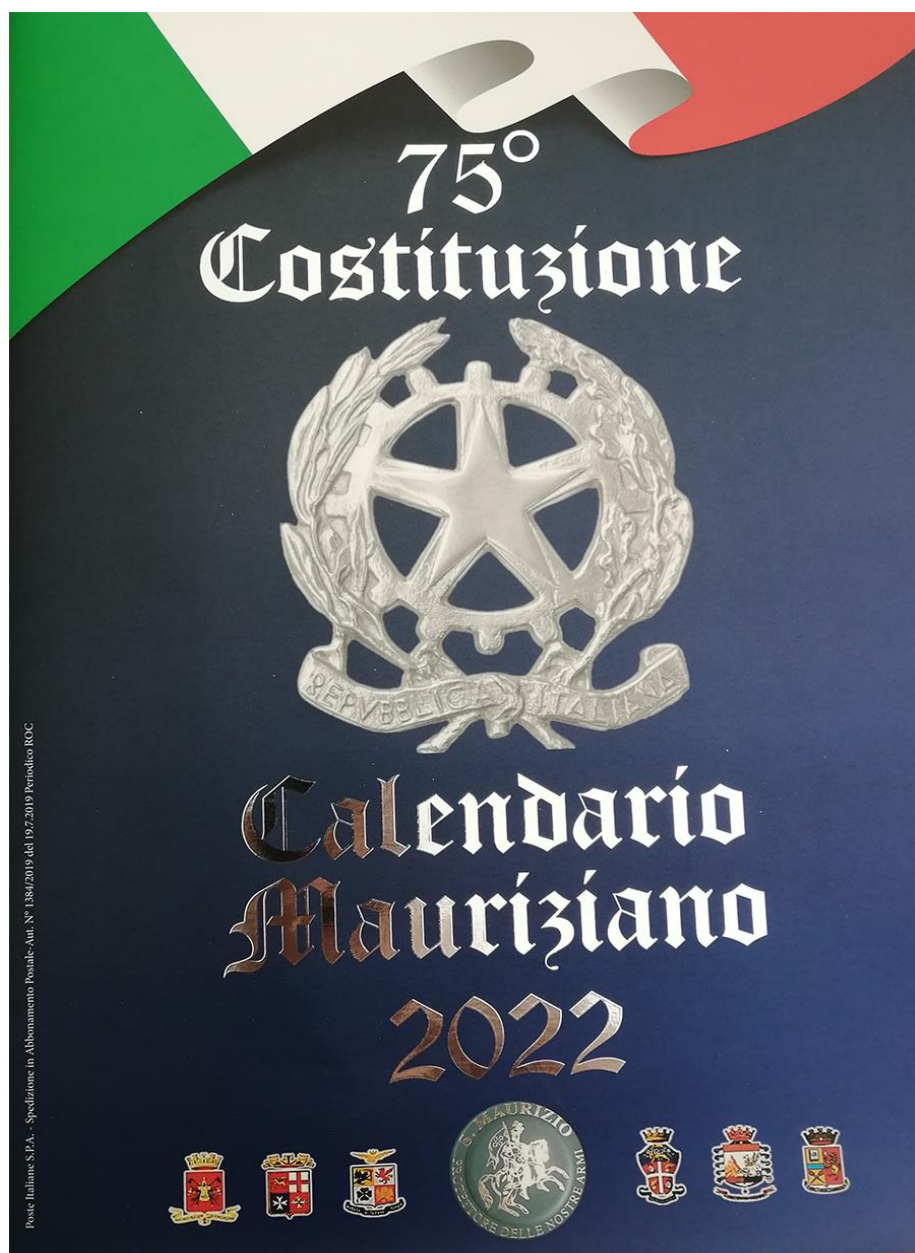 75°
Costituzione
REPVBBLICA ITALIANA
Calendario
Mauriziano
2022
S. MAURIZIO
PROTETTORE DELLE NOSTRE ARMI
Poste Italiane S.P.A. - Spedizione in Abbonamento Postale-Aut. N° 1384/2019 del 19.7.2019 Periodico ROC